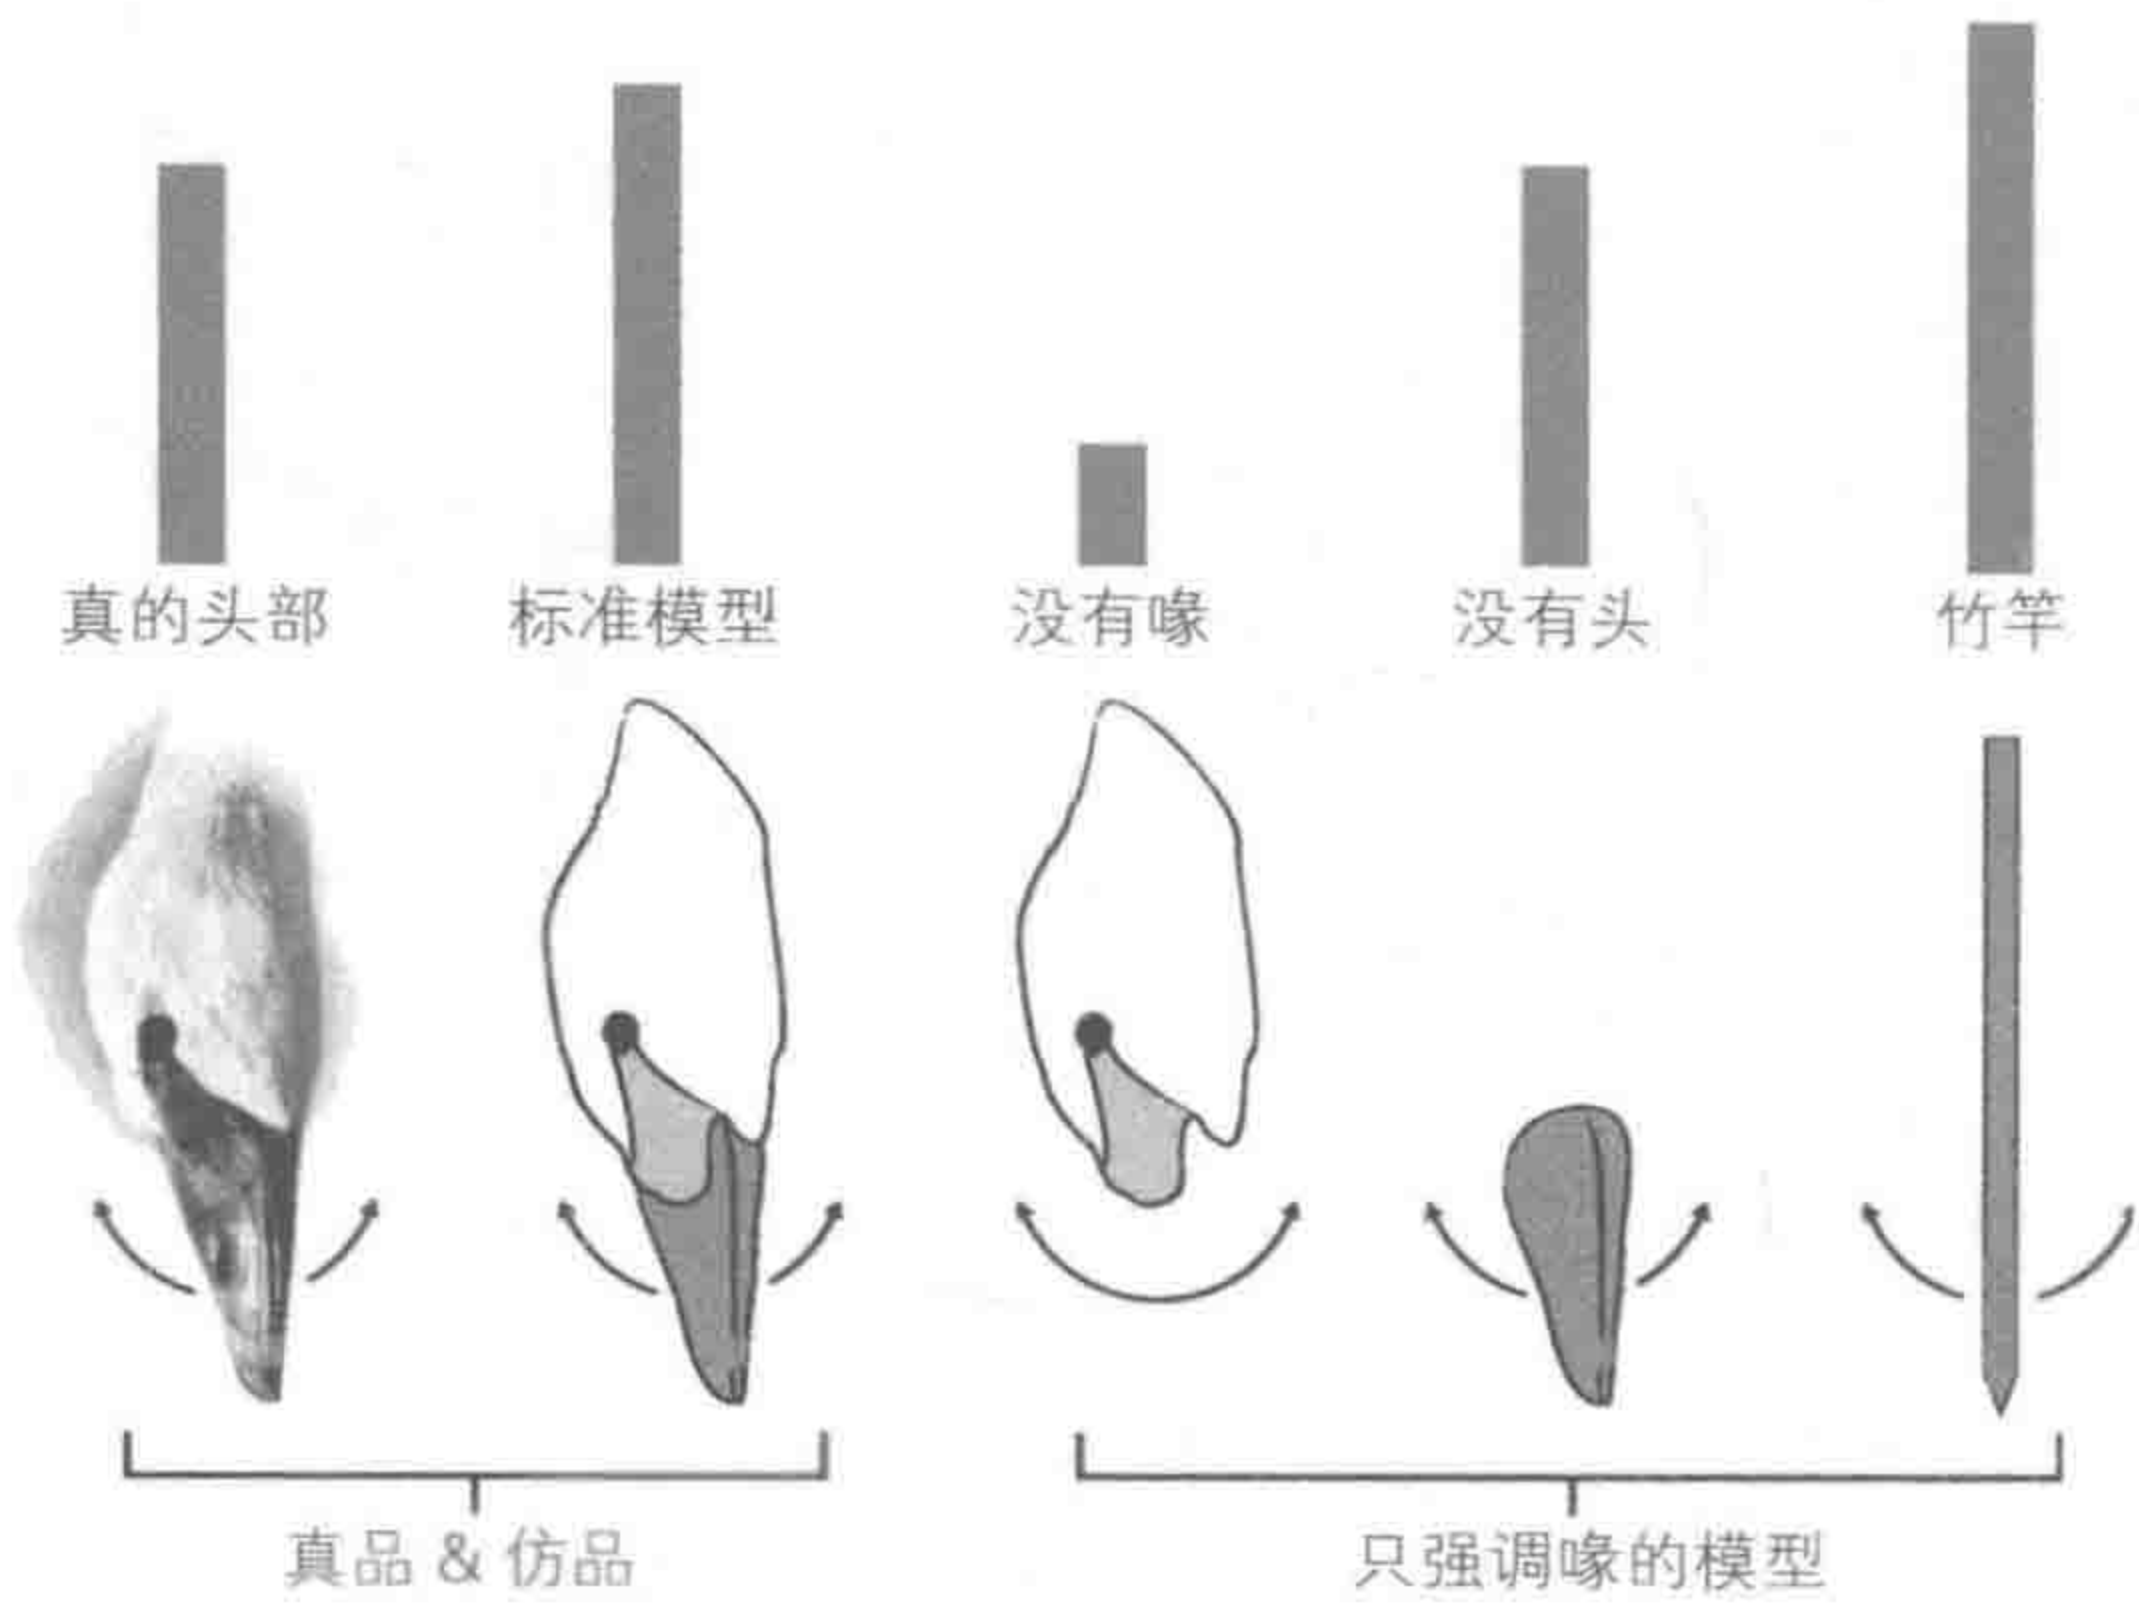 真的头部
标准模型
没有喙
没有头
竹竿
真品 & 仿品
只强调喙的模型